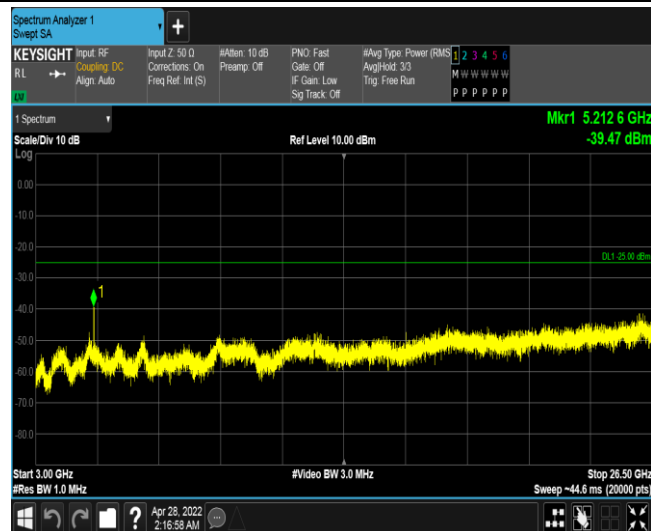 Spectrum Analyzer 1
Swept SA
KEYSIGHT Input: RF Input Z: 50 Ω #Atten: 10 dB PNO: Fast #Avg Type: Power (RMS 1 2 3 4 5 6
RL Coupling: DC Corrections: On Preamp: Off Gate: Off Avg|Hold: 3/3 M W W W W W
Align: Auto Freq Ref: Int (S) IF Gain: Low Trig: Free Run
Sig Track: Off P P P P P P
1 Spectrum Mkr1 5.212 6 GHz
Scale/Div 10 dB Ref Level 10.00 dBm -39.47 dBm
Log
0.00
-10.0
-20.0
DL1 -25.00 dBm
-30.0
1
-40.0
-50.0
-60.0
-70.0
-80.0
Start 3.00 GHz #Video BW 3.0 MHz Stop 26.50 GHz
#Res BW 1.0 MHz Sweep ~44.6 ms (20000 pts)
? Apr 28, 2022
2:16:58 AM